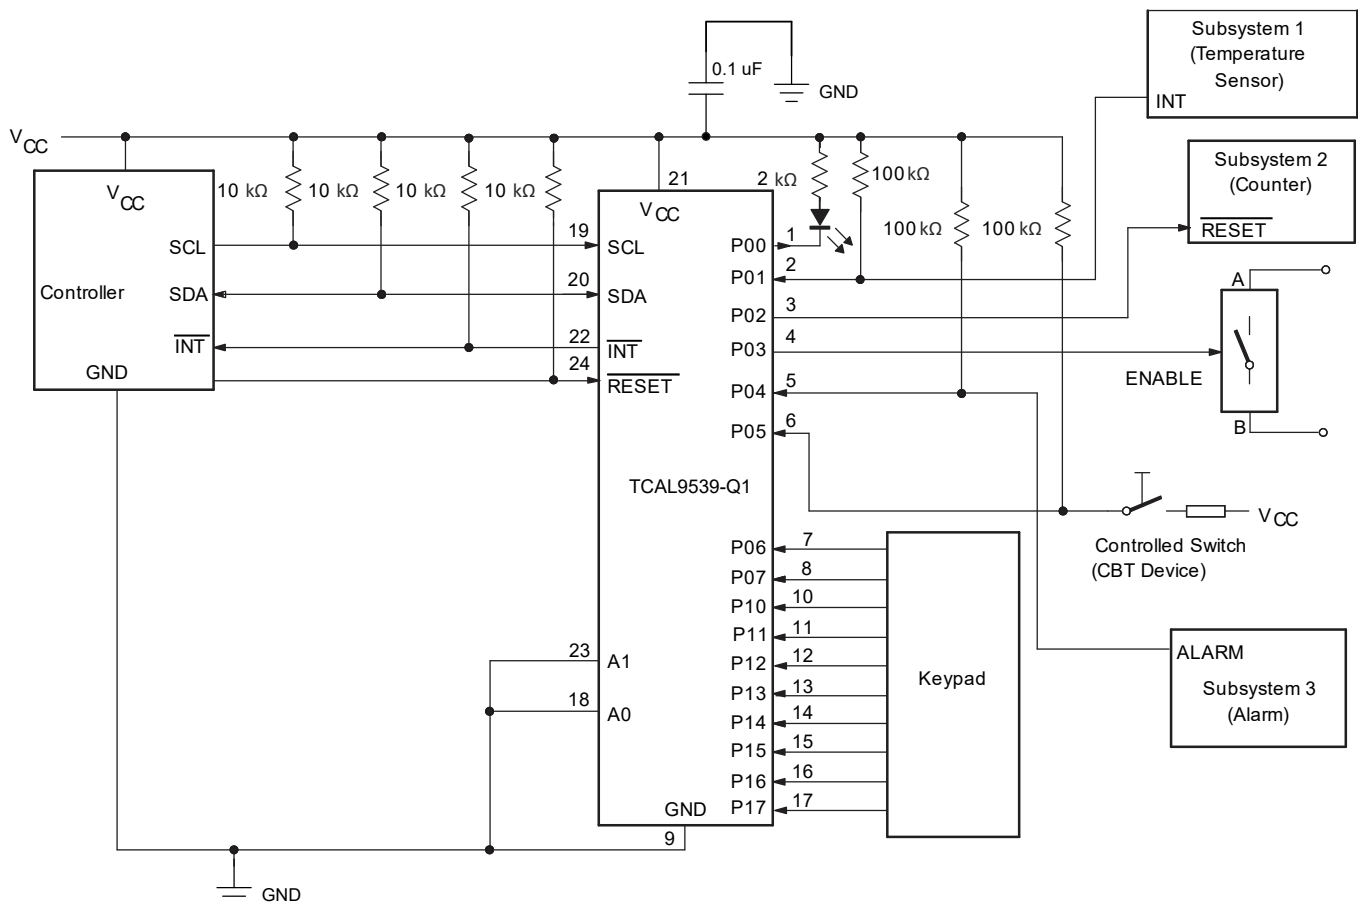 Subsystem 1
(Temperature
Sensor)
INT
0.1 uF
GND
VCC
Subsystem 2
(Counter)
RESET
VCC
10 kΩ
10 kΩ
10 kΩ
10 kΩ
21
VCC
2 kΩ
100 kΩ
100 kΩ
100 kΩ
Controller
SCL
SDA
INT
GND
19
SCL
20
SDA
22
INT
24
RESET
P00
1
P01
2
P02
3
P03
4
P04
5
P05
6
A
ENABLE
B
TCAL9539-Q1
VCC
Controlled Switch
(CBT Device)
P06
7
P07
8
P10
10
P11
11
P12
12
P13
13
P14
14
P15
15
P16
16
P17
17
Keypad
ALARM
Subsystem 3
(Alarm)
23
A1
18
A0
GND
9
GND